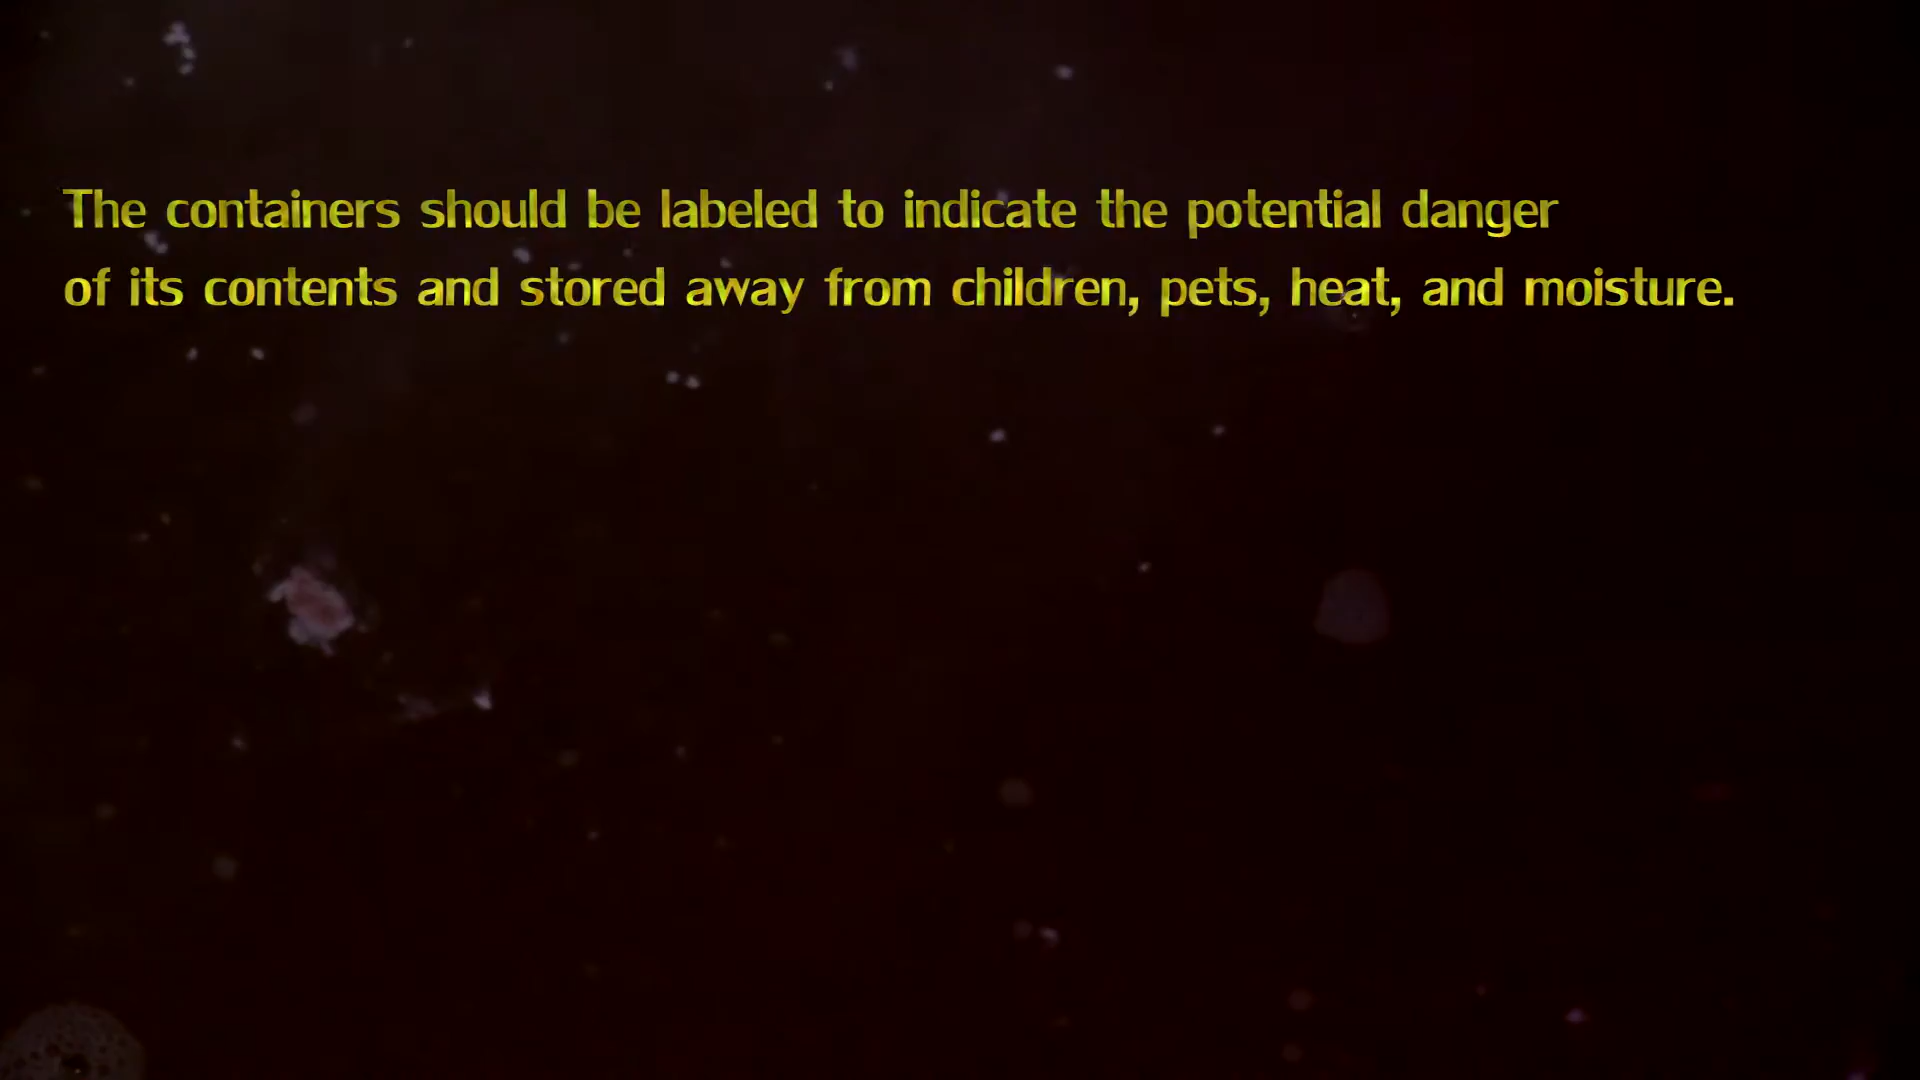 The containers should be labeled to indicate the potential danger
of its contents and stored away from children, pets, heat, and moisture.